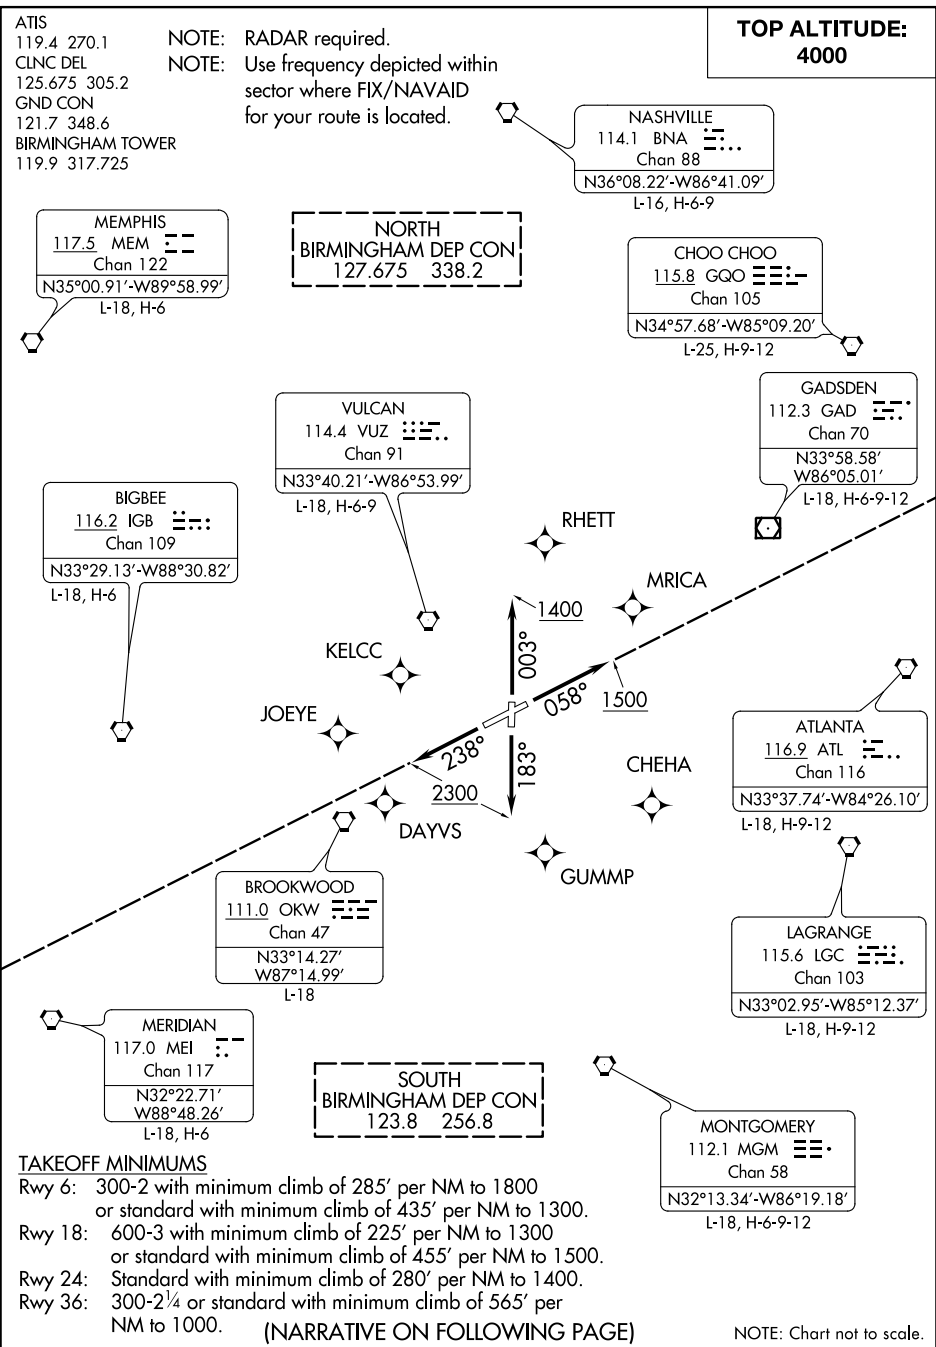 ATIS
119.4 270.1
CLNC DEL
125.675 305.2
GND CON
121.7 348.6
BIRMINGHAM TOWER
119.9 317.725
NOTE: RADAR required.
NOTE: Use frequency depicted within
sector where FIX/NAVAID
for your route is located.
TOP ALTITUDE:
4000
NASHVILLE
114.1 BNA
Chan 88
N36°08.22′-W86°41.09′
L-16, H-6-9
MEMPHIS
117.5 MEM
Chan 122
N35°00.91′-W89°58.99′
L-18, H-6
NORTH
BIRMINGHAM DEP CON
127.675 338.2
CHOO CHOO
115.8 GQO
Chan 105
N34°57.68′-W85°09.20′
L-25, H-9-12
GADSDEN
112.3 GAD
Chan 70
N33°58.58′
W86°05.01′
L-18, H-6-9-12
VULCAN
114.4 VUZ
Chan 91
N33°40.21′-W86°53.99′
L-18, H-6-9
BIGBEE
116.2 IGB
Chan 109
N33°29.13′-W88°30.82′
L-18, H-6
RHETT
MRICA
1400
003°
KELCC
058°
1500
JOEYE
238°
183°
2300
CHEHA
DAYVS
GUMMP
ATLANTA
116.9 ATL
Chan 116
N33°37.74′-W84°26.10′
L-18, H-9-12
BROOKWOOD
111.0 OKW
Chan 47
N33°14.27′
W87°14.99′
L-18
LAGRANGE
115.6 LGC
Chan 103
N33°02.95′-W85°12.37′
L-18, H-9-12
MERIDIAN
117.0 MEI
Chan 117
N32°22.71′
W88°48.26′
L-18, H-6
SOUTH
BIRMINGHAM DEP CON
123.8 256.8
MONTGOMERY
112.1 MGM
Chan 58
N32°13.34′-W86°19.18′
L-18, H-6-9-12
TAKEOFF MINIMUMS
Rwy 6: 300-2 with minimum climb of 285′ per NM to 1800
or standard with minimum climb of 435′ per NM to 1300.
Rwy 18: 600-3 with minimum climb of 225′ per NM to 1300
or standard with minimum climb of 455′ per NM to 1500.
Rwy 24: Standard with minimum climb of 280′ per NM to 1400.
Rwy 36: 300-2¼ or standard with minimum climb of 565′ per
NM to 1000.
(NARRATIVE ON FOLLOWING PAGE)
NOTE: Chart not to scale.